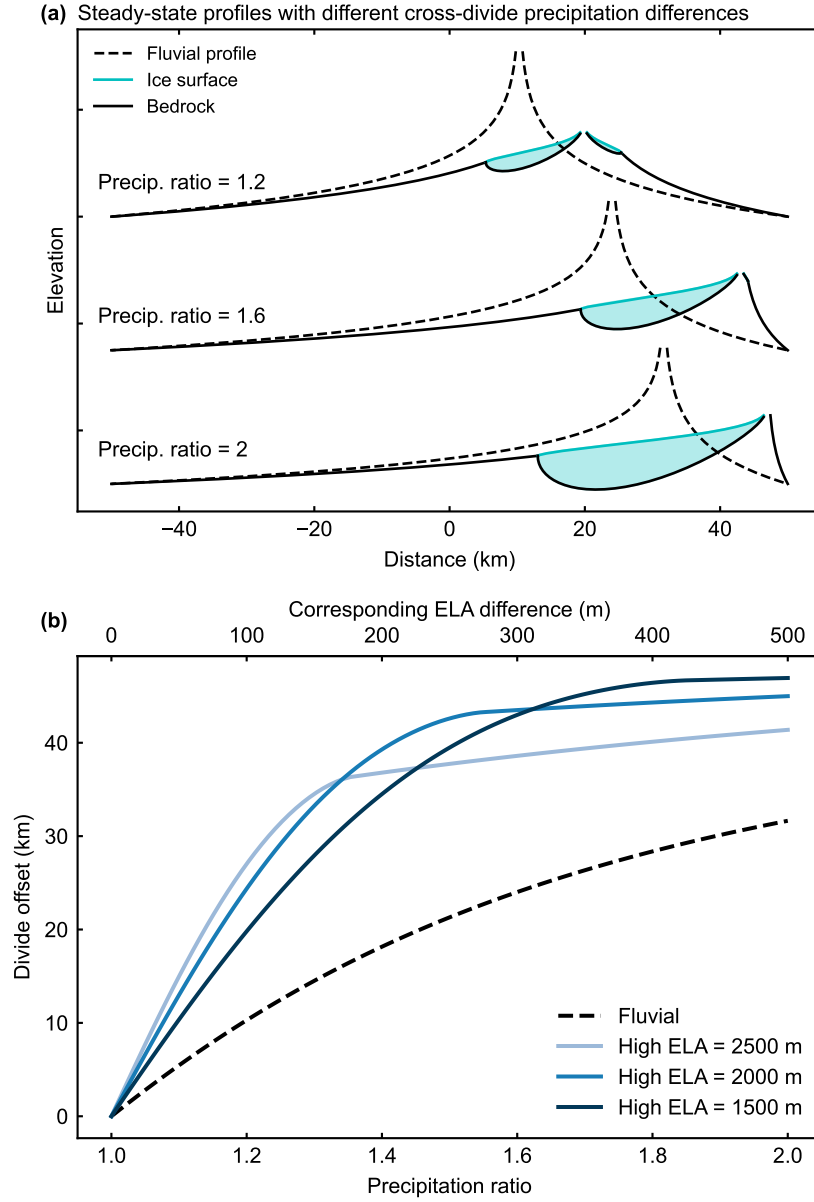 (a) Steady-state profiles with different cross-divide precipitation differences
Fluvial profile
Ice surface
Bedrock
Precip. ratio = 1.2
Precip. ratio = 1.6
Precip. ratio = 2
Elevation
−40 −20 0 20 40
Distance (km)
(b)
Corresponding ELA difference (m)
0 100 200 300 400 500
40
30
20
10
0
Divide offset (km)
Fluvial
High ELA = 2500 m
High ELA = 2000 m
High ELA = 1500 m
1.0 1.2 1.4 1.6 1.8 2.0
Precipitation ratio